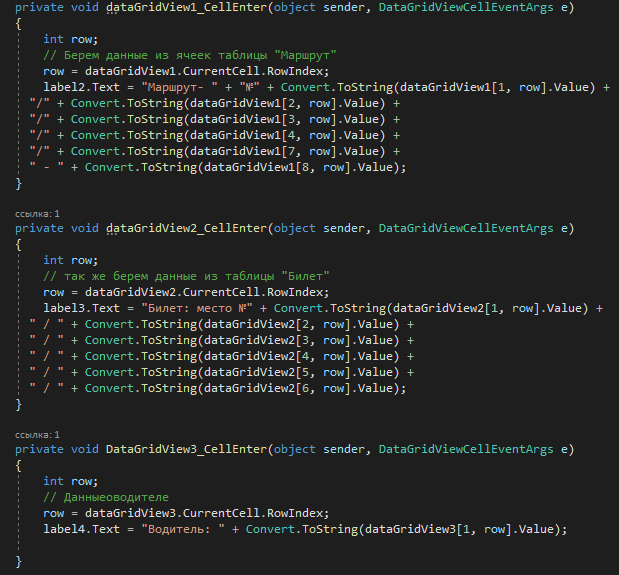 private void dataGridView1_CellEnter(object sender, DataGridViewCellEventArgs e)
{
int row;
// Берем данные из ячеек таблицы "Маршрут"
row = dataGridView1.CurrentCell.RowIndex;
label2.Text = "Маршрут- " + "№" + Convert.ToString(dataGridView1[1, row].Value) +
"/" + Convert.ToString(dataGridView1[2, row].Value) +
"/" + Convert.ToString(dataGridView1[3, row].Value) +
"/" + Convert.ToString(dataGridView1[4, row].Value) +
"/" + Convert.ToString(dataGridView1[7, row].Value) +
" - " + Convert.ToString(dataGridView1[8, row].Value);
}
ссылка: 1
private void dataGridView2_CellEnter(object sender, DataGridViewCellEventArgs e)
{
int row;
// так же берем данные из таблицы "Билет"
row = dataGridView2.CurrentCell.RowIndex;
label3.Text = "Билет: место №" + Convert.ToString(dataGridView2[1, row].Value) +
" / " + Convert.ToString(dataGridView2[2, row].Value) +
" / " + Convert.ToString(dataGridView2[3, row].Value) +
" / " + Convert.ToString(dataGridView2[4, row].Value) +
" / " + Convert.ToString(dataGridView2[5, row].Value) +
" / " + Convert.ToString(dataGridView2[6, row].Value);
}
ссылка: 1
private void DataGridView3_CellEnter(object sender, DataGridViewCellEventArgs e)
{
int row;
// Данныеоводителе
row = dataGridView3.CurrentCell.RowIndex;
label4.Text = "Водитель: " + Convert.ToString(dataGridView3[1, row].Value);
}